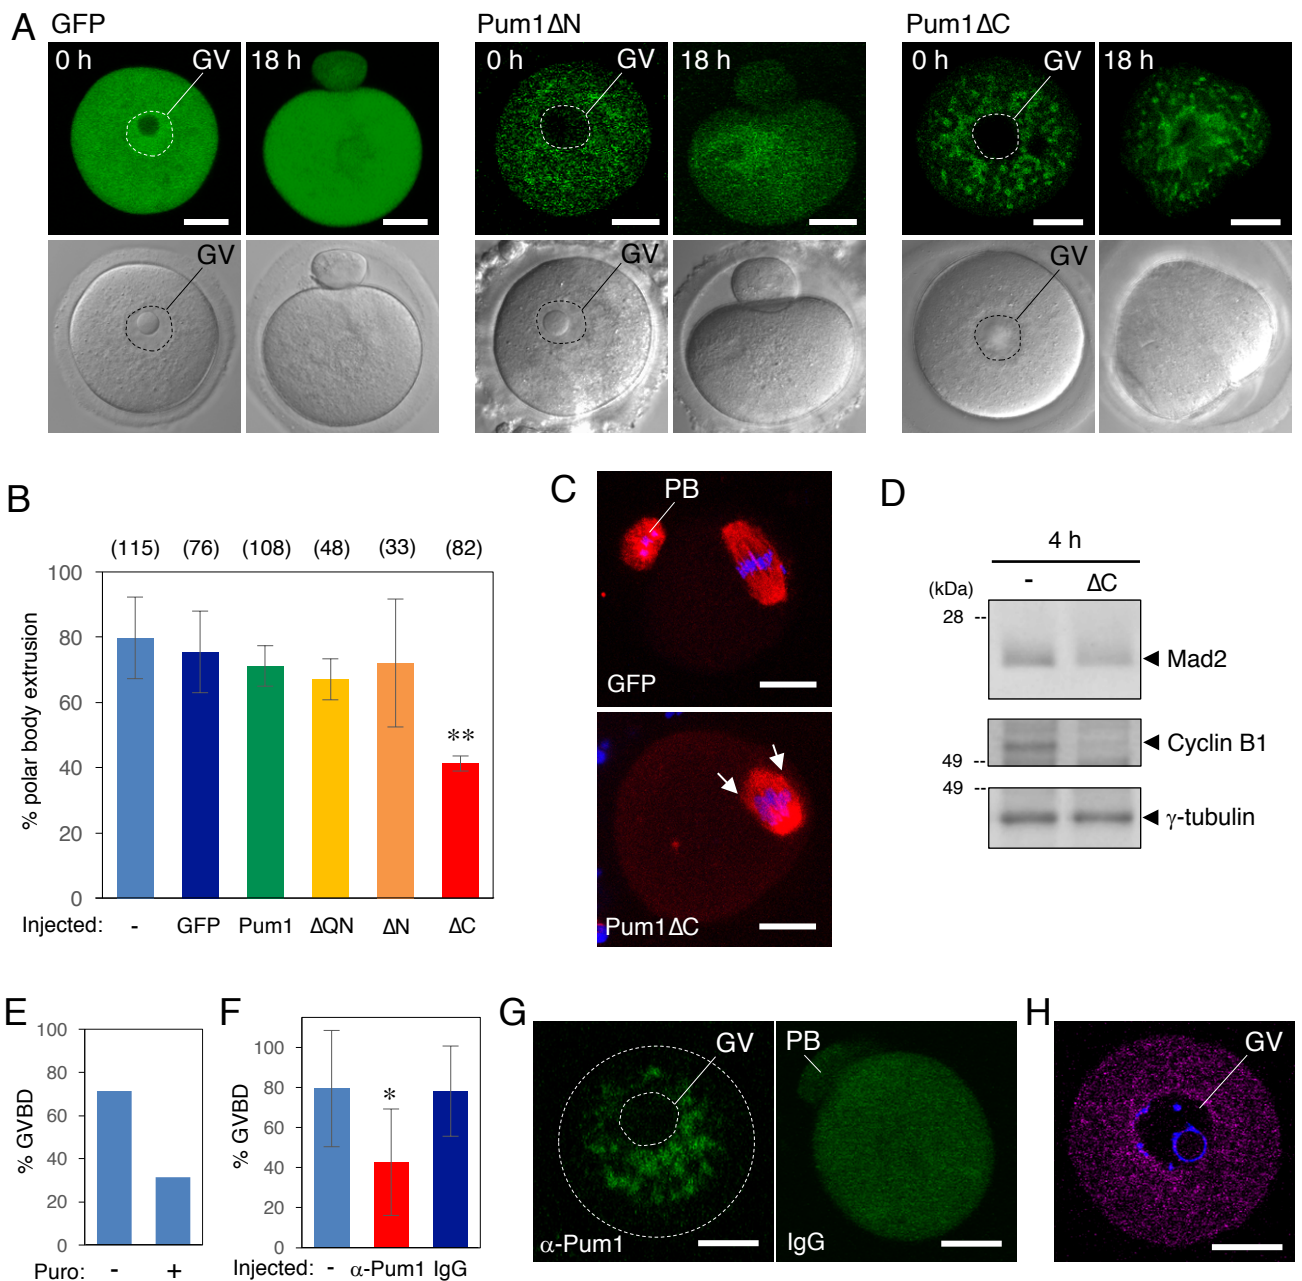 A
GFP
Pum1ΔN
Pum1ΔC
0 h
GV
18 h
0 h
GV
18 h
0 h
GV
18 h
GV
GV
GV
B
(115) (76) (108) (48) (33) (82)
% polar body extrusion
100
80
60
40
20
0
**
Injected: - GFP Pum1 ΔQN ΔN ΔC
C
PB
GFP
Pum1ΔC
D
4 h
(kDa) - ΔC
28 --
Mad2
Cyclin B1
49 --
49 --
γ-tubulin
E
% GVBD
100
80
60
40
20
0
Puro: - +
F
% GVBD
100
80
60
40
20
0
*
Injected: - α-Pum1 IgG
G
GV
α-Pum1
PB
IgG
H
GV